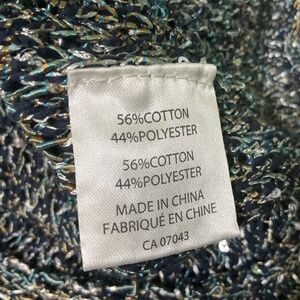 56%COTTON
44%POLYESTER
56%COTTON
44%POLYESTER
MADE IN CHINA
FABRIQUÉ EN CHINE
CA 07043